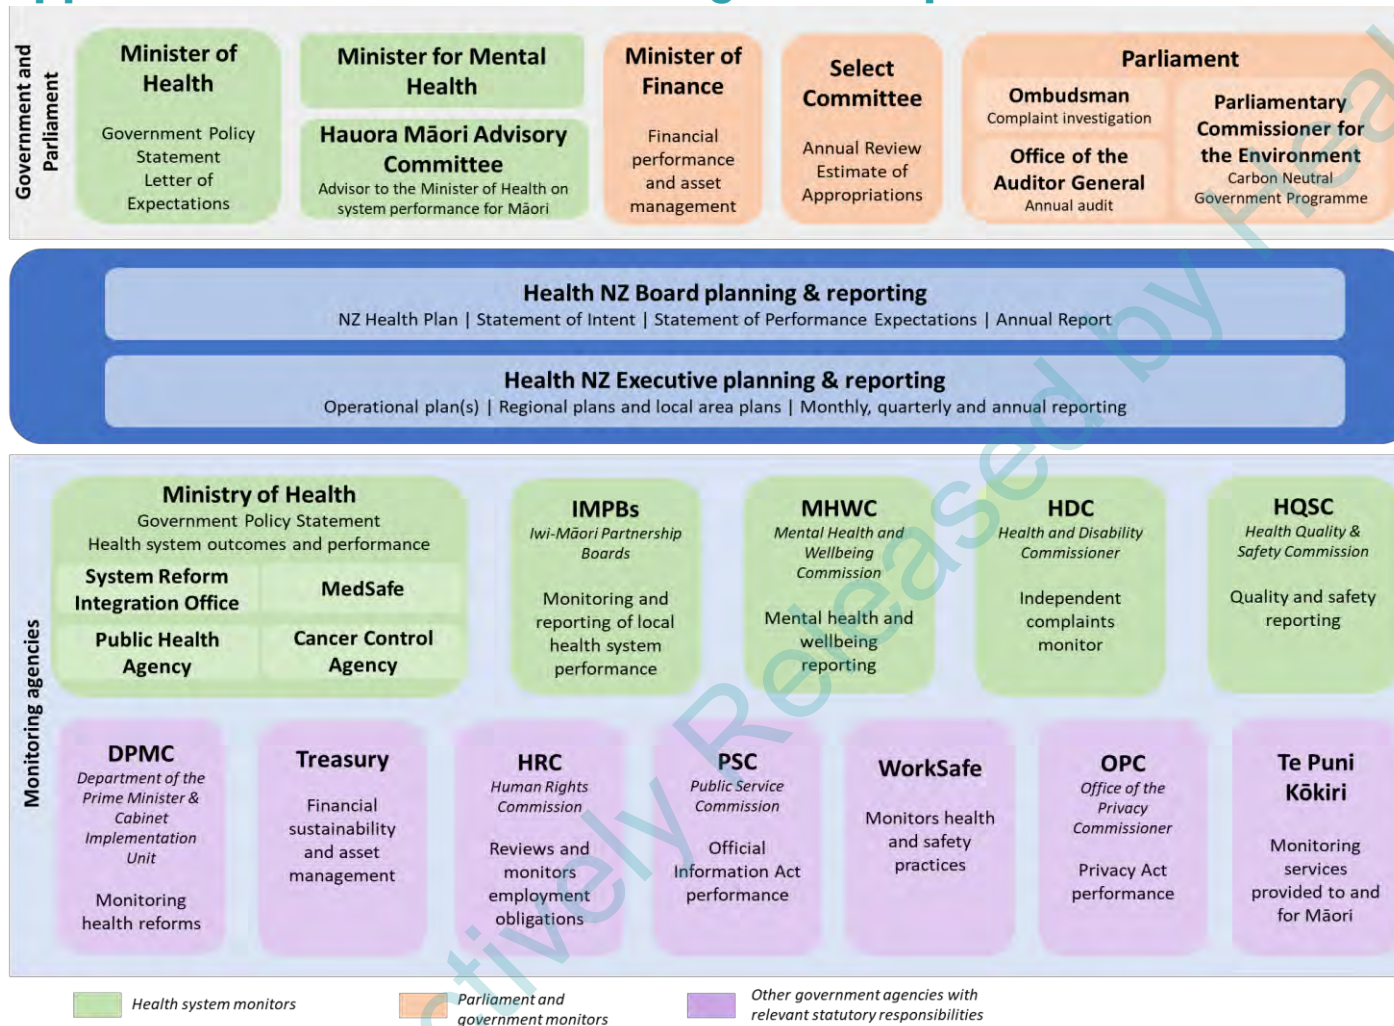 Government and
Parliament
Minister of
Health
Government Policy
Statement
Letter of
Expectations
Minister for Mental
Health
Hauora Māori Advisory
Committee
Advisor to the Minister of Health on
system performance for Māori
Minister of
Finance
Financial
performance
and asset
management
Select
Committee
Annual Review
Estimate of
Appropriations
Parliament
Ombudsman
Complaint investigation
Office of the
Auditor General
Annual audit
Parliamentary
Commissioner for
the Environment
Carbon Neutral
Government Programme
Health NZ Board planning & reporting
NZ Health Plan | Statement of Intent | Statement of Performance Expectations | Annual Report
Health NZ Executive planning & reporting
Operational plan(s) | Regional plans and local area plans | Monthly, quarterly and annual reporting
Monitoring agencies
Ministry of Health
Government Policy Statement
Health system outcomes and performance
System Reform
Integration Office
MedSafe
Public Health
Agency
Cancer Control
Agency
IMPBs
Iwi-Māori Partnership
Boards
Monitoring and
reporting of local
health system
performance
MHWC
Mental Health and
Wellbeing
Commission
Mental health and
wellbeing
reporting
HDC
Health and Disability
Commissioner
Independent
complaints
monitor
HQSC
Health Quality &
Safety Commission
Quality and safety
reporting
DPMC
Department of the
Prime Minister &
Cabinet
Implementation
Unit
Monitoring
health reforms
Treasury
Financial
sustainability
and asset
management
HRC
Human Rights
Commission
Reviews and
monitors
employment
obligations
PSC
Public Service
Commission
Official
Information Act
performance
WorkSafe
Monitors health
and safety
practices
OPC
Office of the
Privacy
Commissioner
Privacy Act
performance
Te Puni
Kōkiri
Monitoring
services
provided to and
for Māori
Health system monitors
Parliament and
government monitors
Other government agencies with
relevant statutory responsibilities
Released by